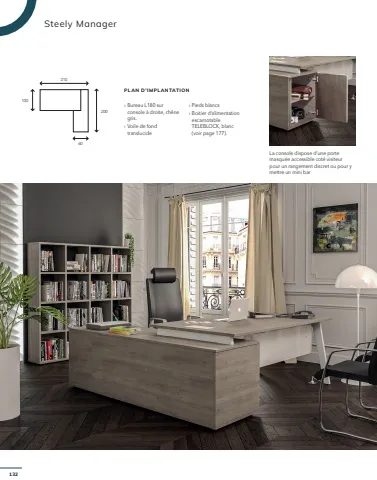 Steely Manager
210
100
200
60
PLAN D'IMPLANTATION
› Bureau L180 sur
console à droite, chêne
gris.
› Voile de fond
translucide
› Pieds blancs
› Boitier d'alimentation
escamotable
TELEBLOCK, blanc
(voir page 177).
La console dispose d'une porte
masquée accessible coté visiteur
pour un rangement discret ou pour y
mettre un mini bar
132